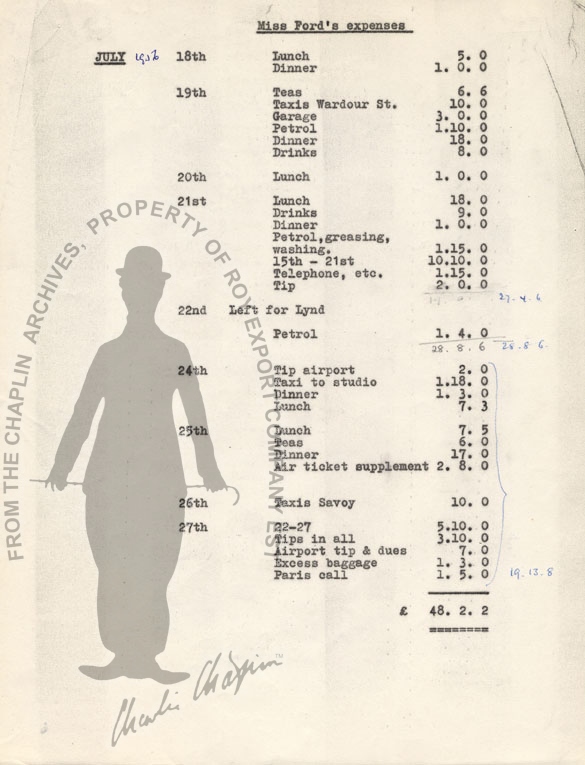 Miss Ford's expenses
JULY 1956 18th Lunch 5. 0
Dinner 1. 0. 0
19th Teas 6. 6
Taxis Wardour St. 10. 0
Garage 3. 0. 0
Petrol 1.10. 0
Dinner 18. 0
Drinks 8. 0
20th Lunch 1. 0. 0
21st Lunch 18. 0
Drinks 9. 0
Dinner 1. 0. 0
Petrol,greasing,
washing. 1.15. 0
15th - 21st 10.10. 0
Telephone, etc. 1.15. 0
Tip 2. 0. 0
27. 4. 6
22nd Left for Lynd
Petrol 1. 4. 0
28. 8. 6 28. 8 6.
24th Tip airport 2. 0
Taxi to studio 1.18. 0
Dinner 1. 3. 0
Lunch 7. 3
25th Lunch 7. 5
Teas 6. 0
Dinner 17. 0
Air ticket supplement 2. 8. 0
26th Taxis Savoy 10. 0
27th 22-27 5.10. 0
Tips in all 3.10. 0
Airport tip & dues 7. 0
Excess baggage 1. 3. 0
Paris call 1. 5. 0
19. 13. 8
£ 48. 2. 2
FROM THE CHAPLIN ARCHIVES, PROPERTY OF ROY EXPORT COMPANY EST
Charlie Chaplin™